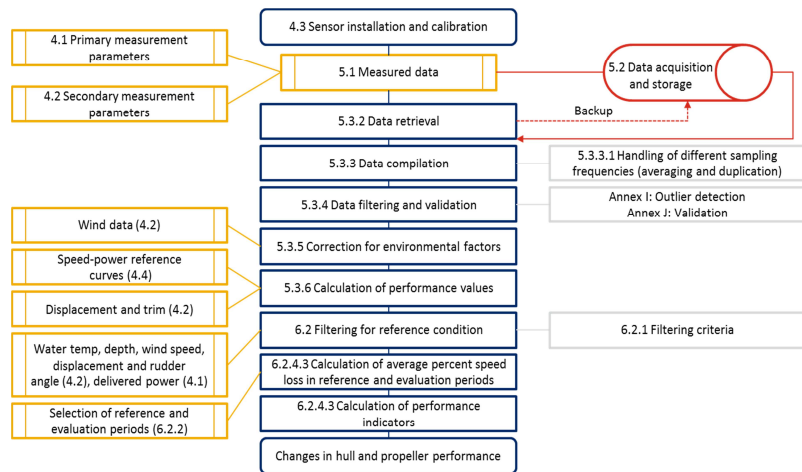 4.3 Sensor installation and calibration
4.1 Primary measurement
parameters
5.1 Measured data
5.2 Data acquisition
and storage
4.2 Secondary measurement
parameters
5.3.2 Data retrieval
Backup
5.3.3 Data compilation
5.3.3.1 Handling of different sampling
frequencies (averaging and duplication)
5.3.4 Data filtering and validation
Annex I: Outlier detection
Annex J: Validation
Wind data (4.2)
5.3.5 Correction for environmental factors
Speed-power reference
curves (4.4)
5.3.6 Calculation of performance values
Displacement and trim (4.2)
6.2 Filtering for reference condition
6.2.1 Filtering criteria
Water temp, depth, wind speed,
displacement and rudder
angle (4.2), delivered power (4.1)
6.2.4.3 Calculation of average percent speed
loss in reference and evaluation periods
Selection of reference and
evaluation periods (6.2.2)
6.2.4.3 Calculation of performance
indicators
Changes in hull and propeller performance